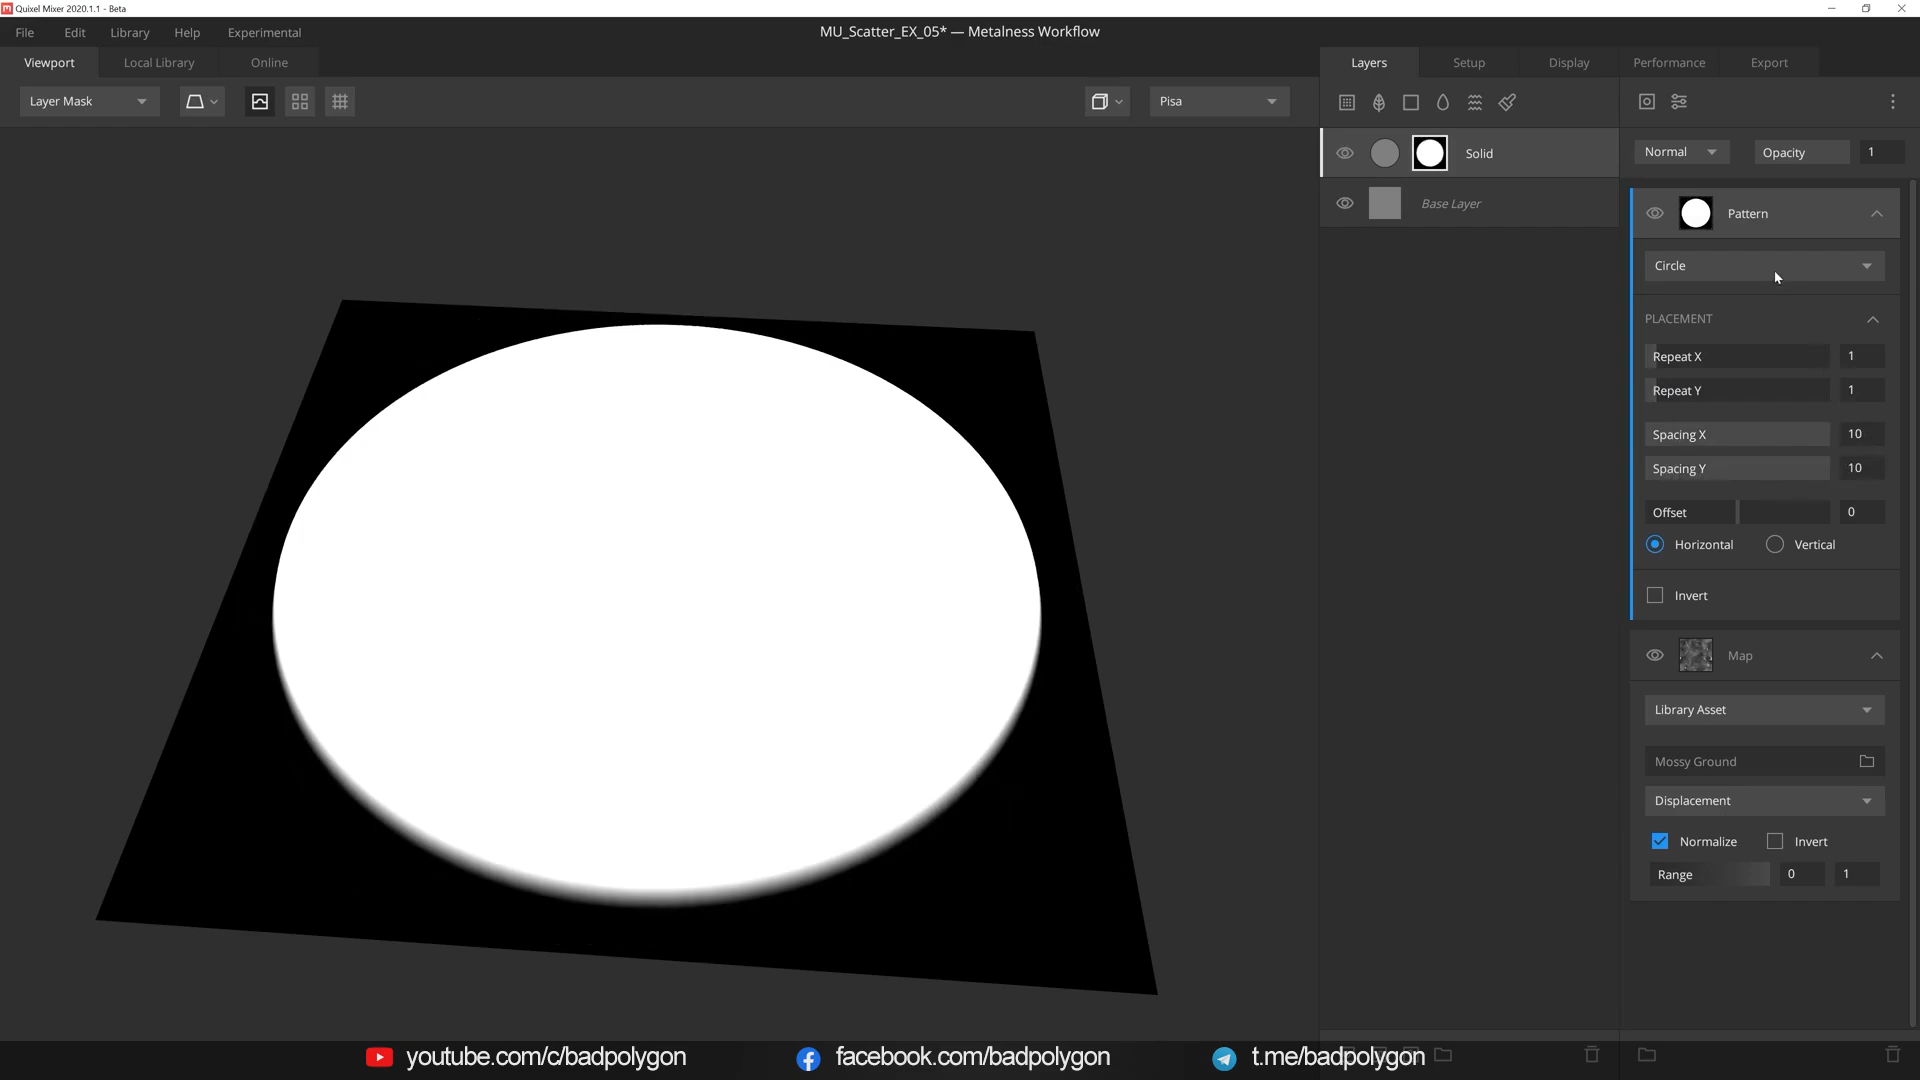 Quixel Mixer 2020.1.1 - Beta
File Edit Library Help Experimental
MU_Scatter_EX_05* — Metalness Workflow
Viewport Local Library Online
Layers Setup Display Performance Export
Layer Mask
Pisa
Solid
Base Layer
Normal Opacity 1
Pattern
Circle
PLACEMENT
Repeat X 1
Repeat Y 1
Spacing X 10
Spacing Y 10
Offset 0
Horizontal Vertical
Invert
Map
Library Asset
Mossy Ground
Displacement
Normalize Invert
Range 0 1
youtube.com/c/badpolygon facebook.com/badpolygon t.me/badpolygon